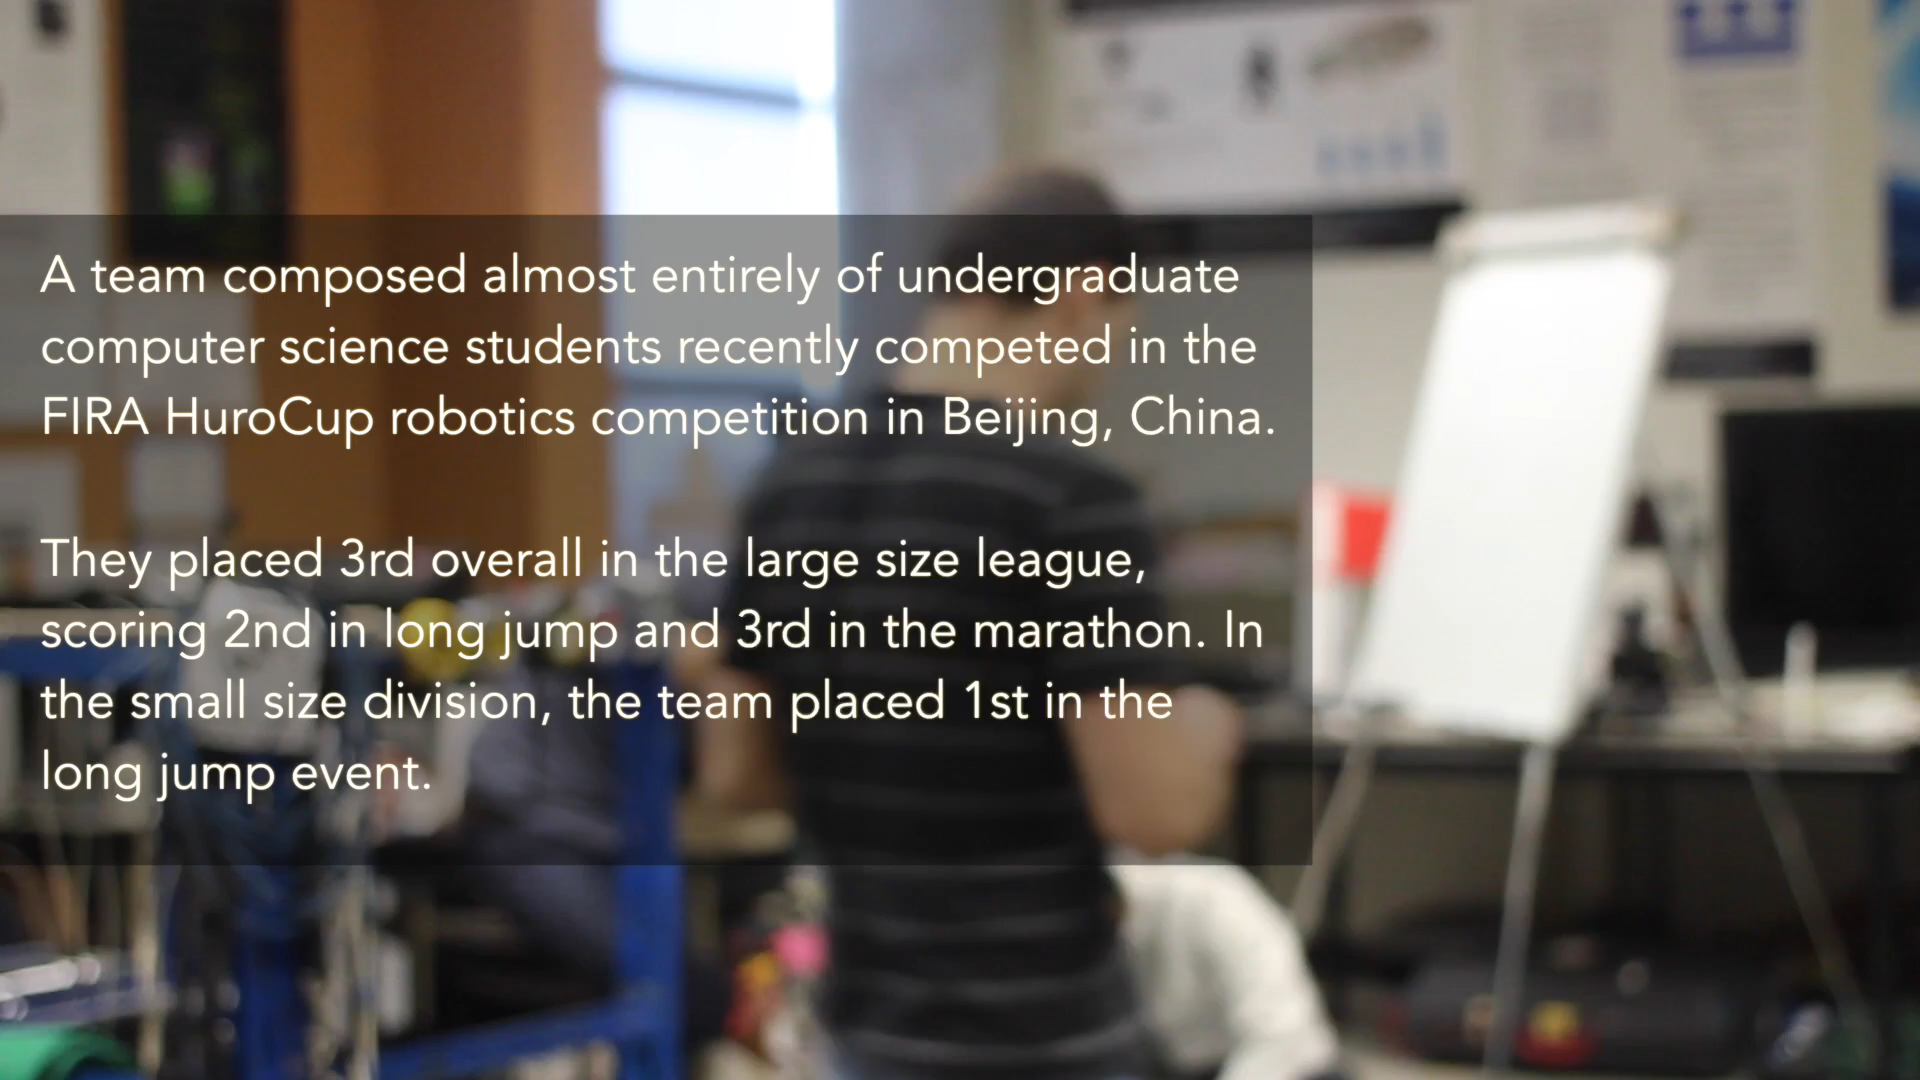 A team composed almost entirely of undergraduate
computer science students recently competed in the
FIRA HuroCup robotics competition in Beijing, China.
They placed 3rd overall in the large size league,
scoring 2nd in long jump and 3rd in the marathon. In
the small size division, the team placed 1st in the
long jump event.